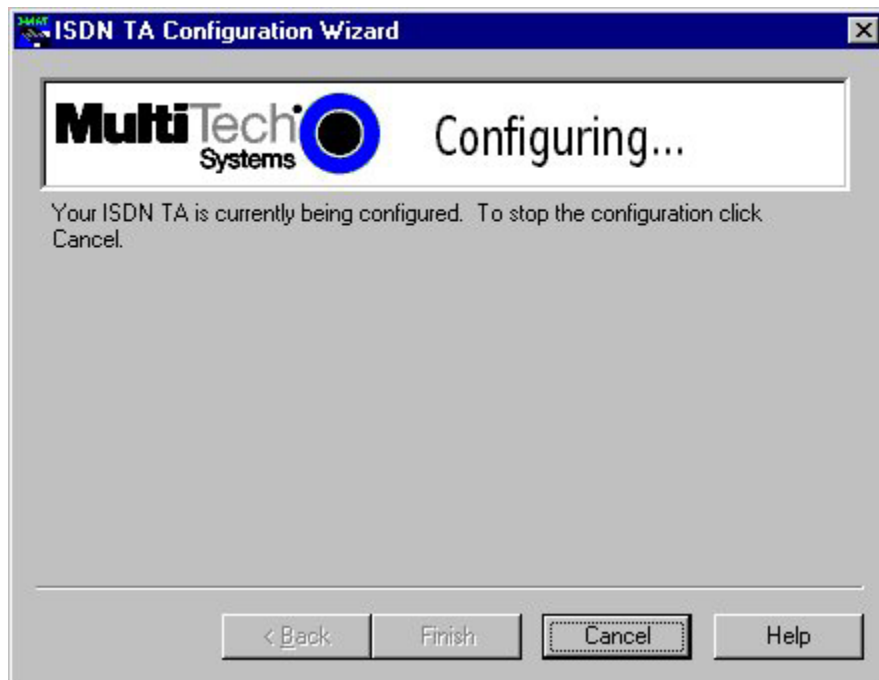 ISDN TA Configuration Wizard
MultiTech
Systems
Configuring...
Your ISDN TA is currently being configured. To stop the configuration click
Cancel.
< Back
Finish
Cancel
Help